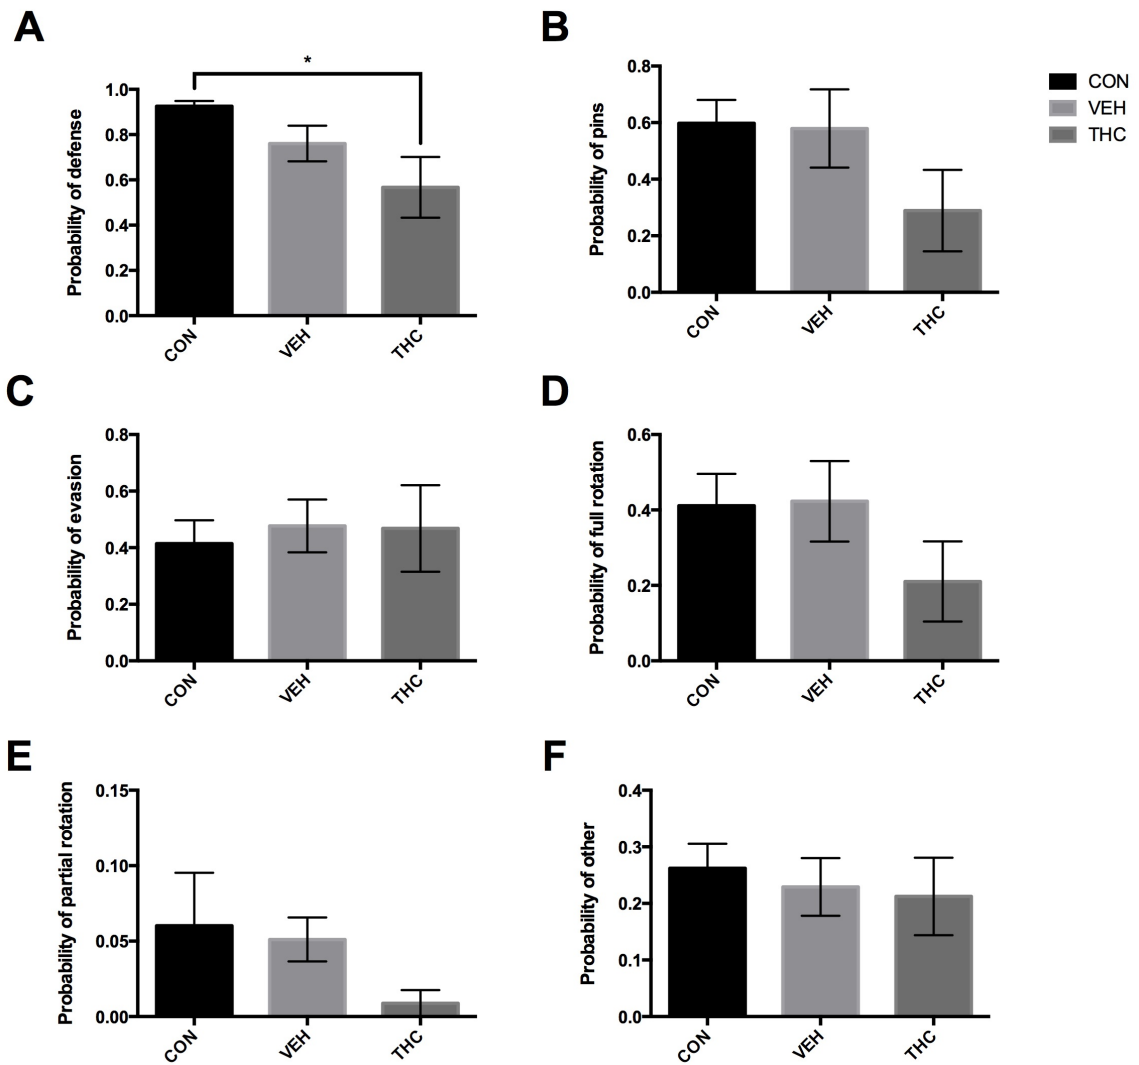 A
*
Probability of defense
1.0
0.8
0.6
0.4
0.2
0.0
CON
VEH
THC
B
Probability of pins
0.8
0.6
0.4
0.2
0.0
CON
VEH
THC
CON
VEH
THC
C
Probability of evasion
0.8
0.6
0.4
0.2
0.0
CON
VEH
THC
D
Probability of full rotation
0.6
0.4
0.2
0.0
CON
VEH
THC
E
Probability of partial rotation
0.15
0.10
0.05
0.00
CON
VEH
THC
F
Probability of other
0.4
0.3
0.2
0.1
0.0
CON
VEH
THC